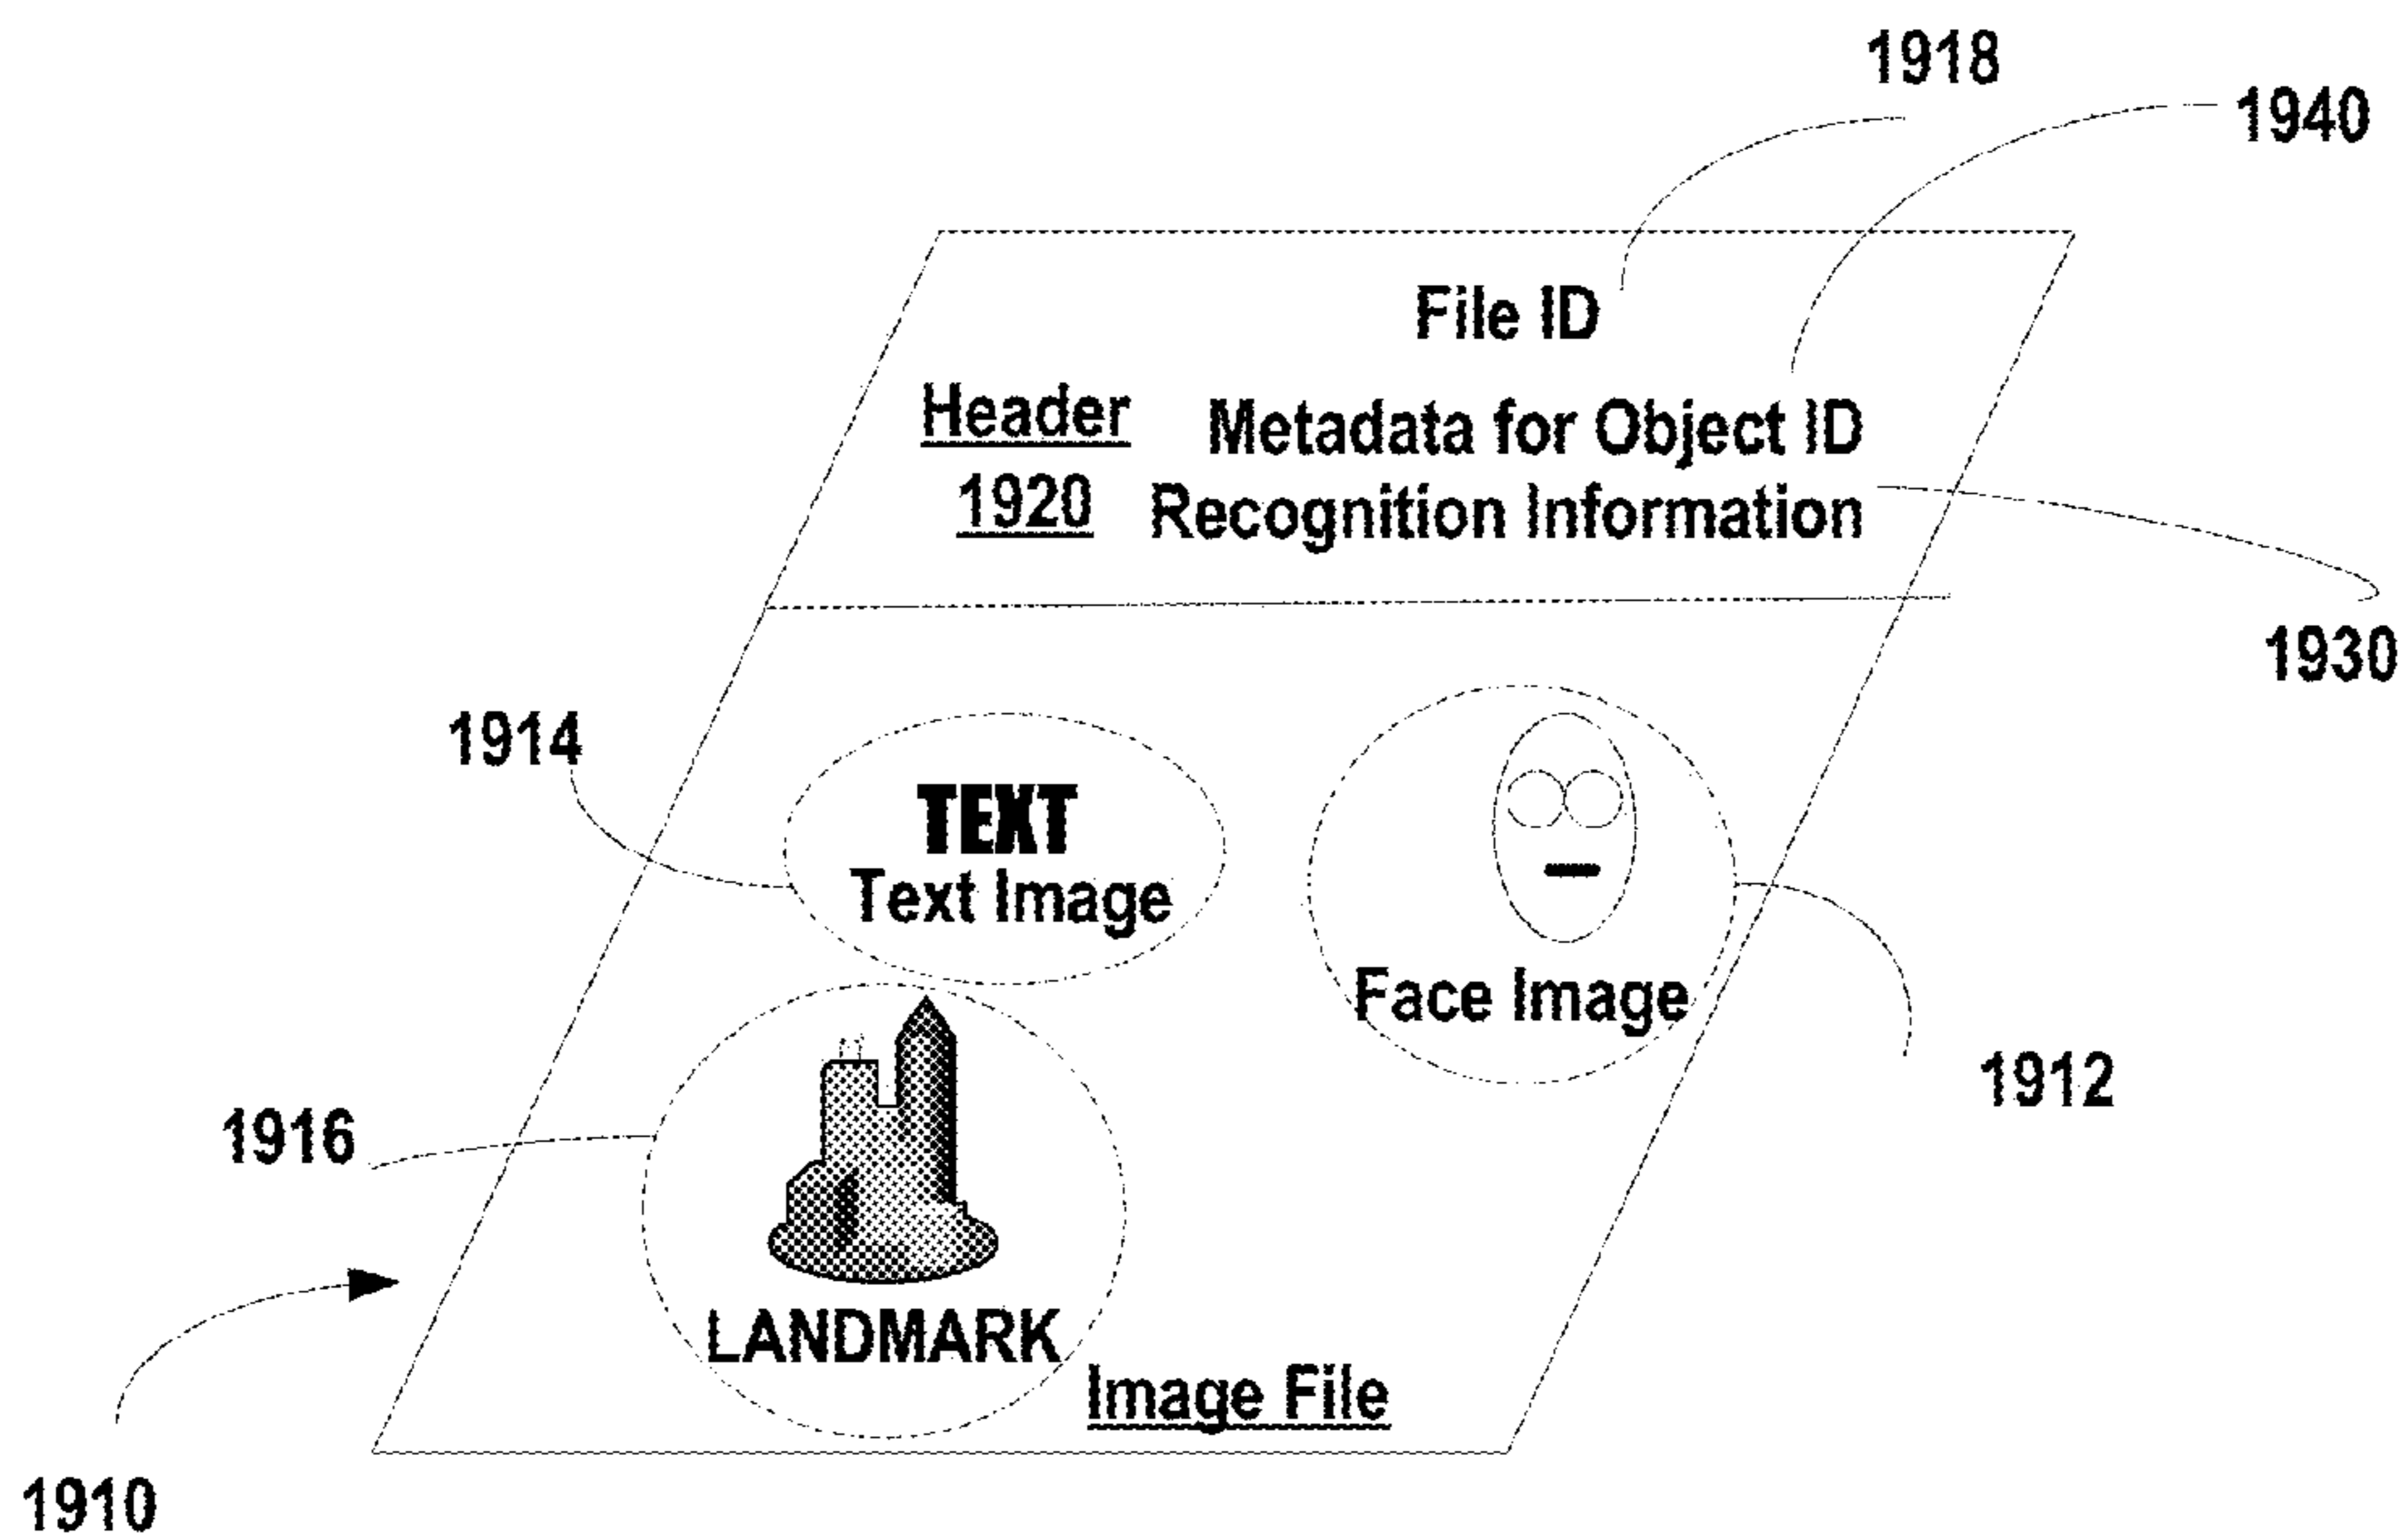 1918
1940
File ID
Header
Metadata for Object ID
1920
Recognition Information
1930
1914
TEXT
Text Image
Face Image
1912
1916
LANDMARK
Image File
1910